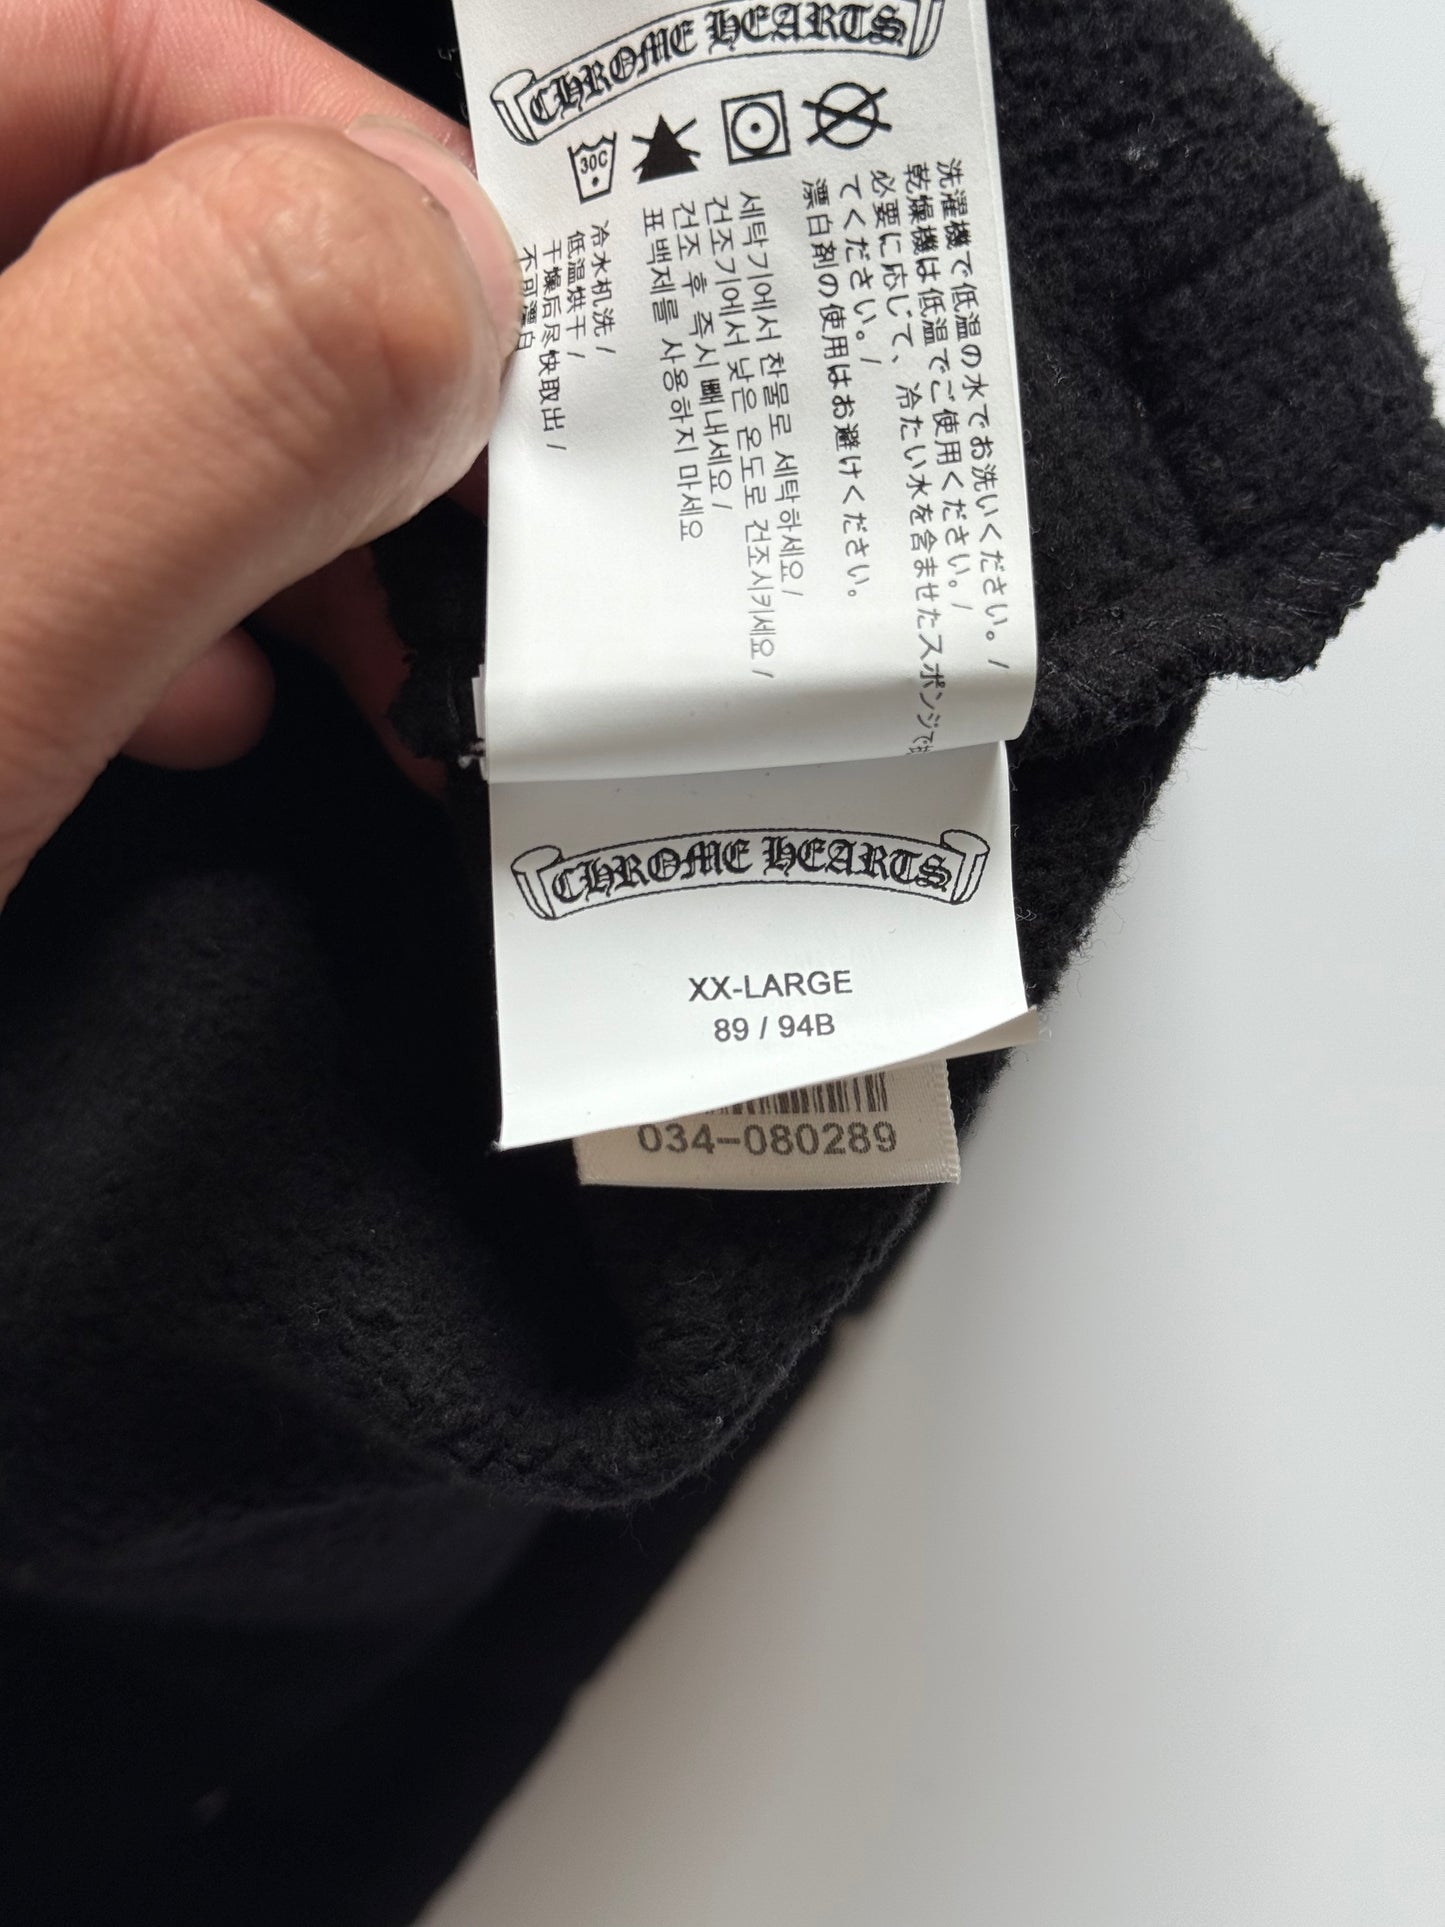 CHROME HEARTS
30C
洗濯機で低温の水でお洗いください。/
乾燥機は低温でご使用ください。/
必要に応じて、冷たい水を含ませたスポンジで
てください。/
漂白剤の使用はお避けください。
세탁기에서 찬물로 세탁하세요/
건조기에서 낮은 온도로 건조시키세요/
건조 후 즉시 빼내세요/
표백제를 사용하지 마세요
冷水机洗/
低温烘干/
干燥后尽快取出/
不可漂白
CHROME HEARTS
XX-LARGE
89 / 94B
034-080289